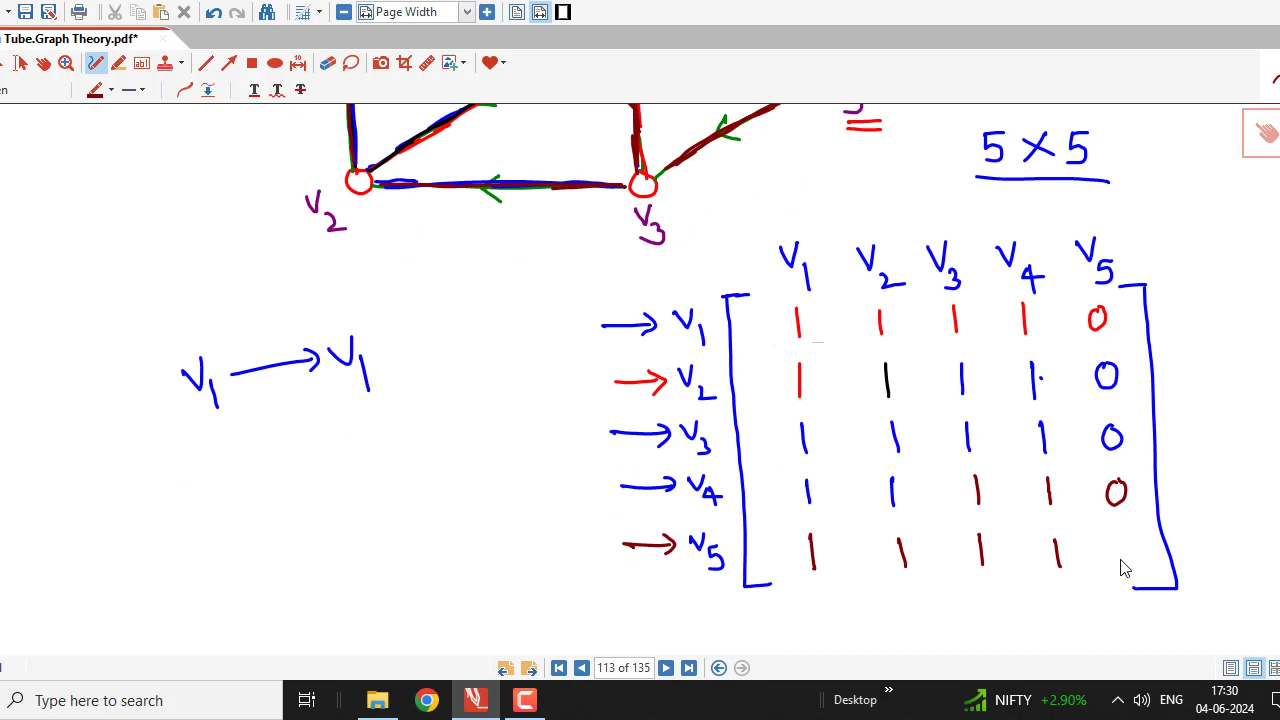 Page Width
Tube.Graph Theory.pdf*
5 × 5
V2
V3
V1 V2 V3 V4 V5
→ V1 1 1 1 1 0
V1 → V1
→ V2 1 1 1 1 0
→ V3 1 1 1 1 0
→ V4 1 1 1 1 0
→ V5 1 1 1 1
113 of 135
Type here to search
Desktop
NIFTY +2.90%
ENG
17:30
04-06-2024